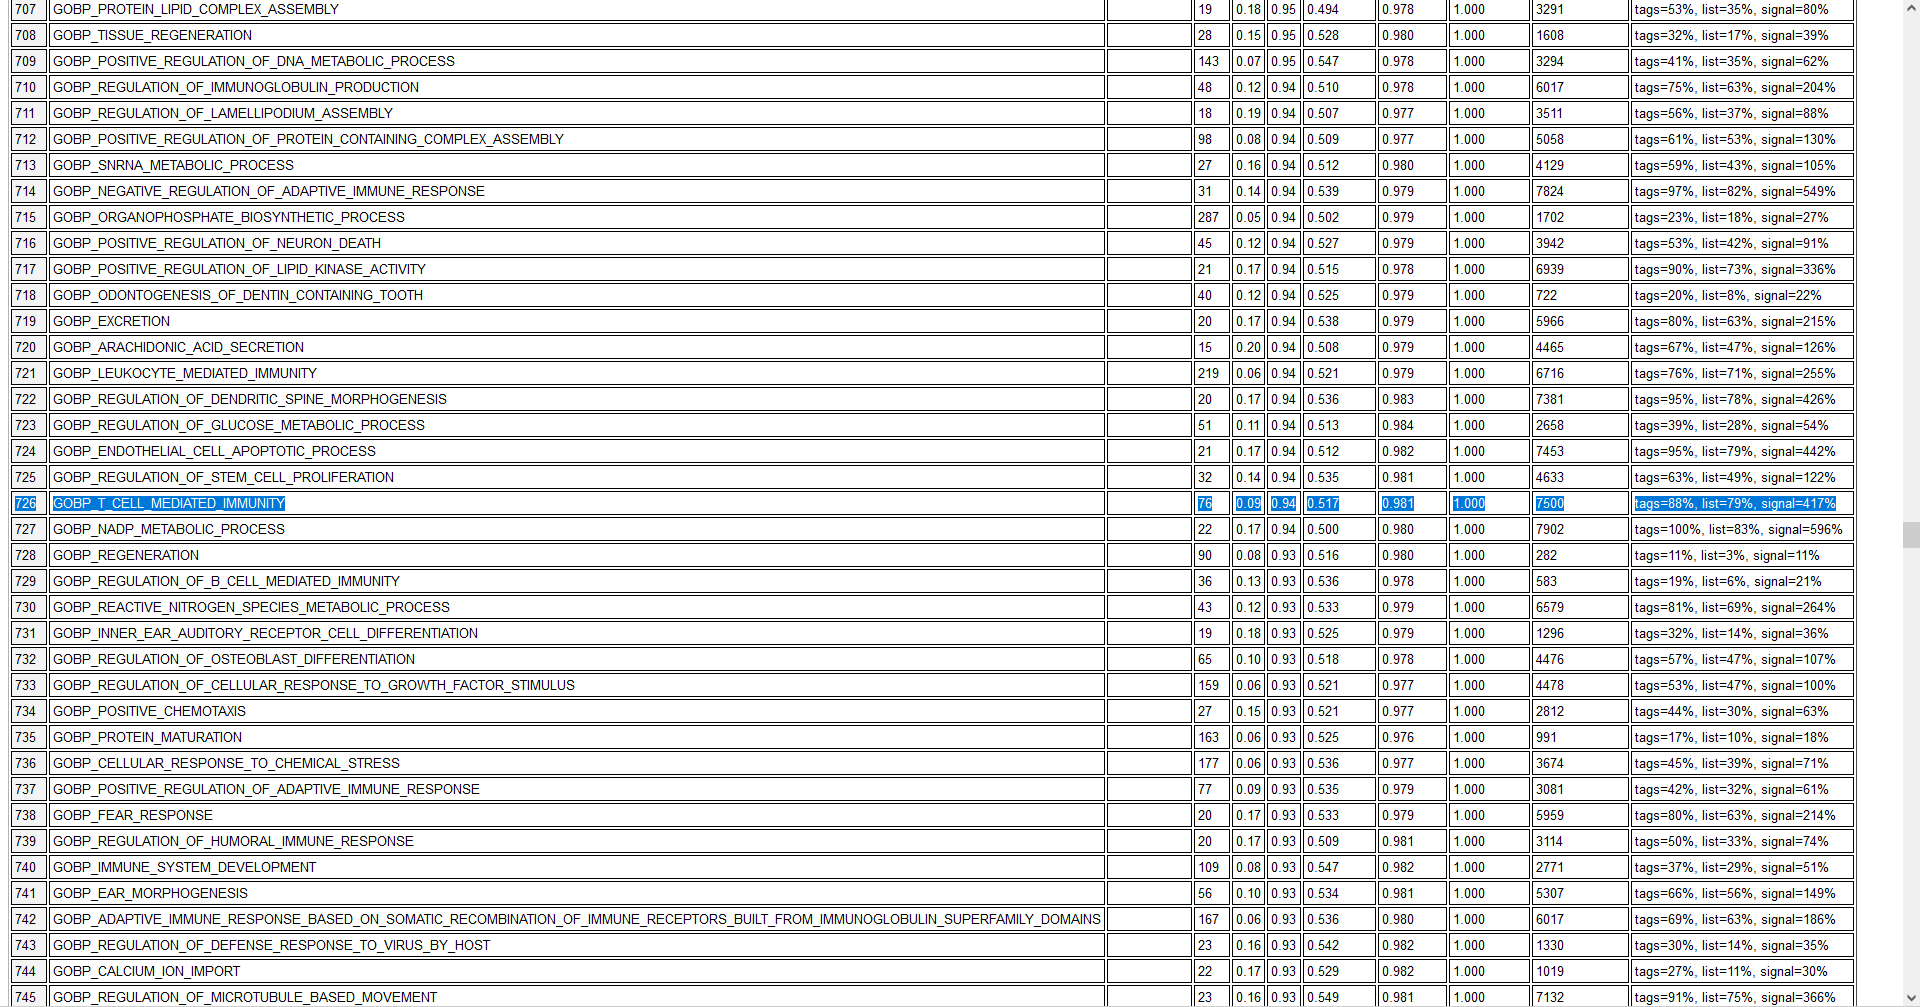 707 GOBP_PROTEIN_LIPID_COMPLEX_ASSEMBLY 19 0.18 0.95 0.494 0.978 1.000 3291 tags=53%, list=35%, signal=80%
708 GOBP_TISSUE_REGENERATION 28 0.15 0.95 0.528 0.980 1.000 1608 tags=32%, list=17%, signal=39%
709 GOBP_POSITIVE_REGULATION_OF_DNA_METABOLIC_PROCESS 143 0.07 0.95 0.547 0.978 1.000 3294 tags=41%, list=35%, signal=62%
710 GOBP_REGULATION_OF_IMMUNOGLOBULIN_PRODUCTION 48 0.12 0.94 0.510 0.978 1.000 6017 tags=75%, list=63%, signal=204%
711 GOBP_REGULATION_OF_LAMELLIPODIUM_ASSEMBLY 18 0.19 0.94 0.507 0.977 1.000 3511 tags=56%, list=37%, signal=88%
712 GOBP_POSITIVE_REGULATION_OF_PROTEIN_CONTAINING_COMPLEX_ASSEMBLY 98 0.08 0.94 0.509 0.977 1.000 5058 tags=61%, list=53%, signal=130%
713 GOBP_SNRNA_METABOLIC_PROCESS 27 0.16 0.94 0.512 0.980 1.000 4129 tags=59%, list=43%, signal=105%
714 GOBP_NEGATIVE_REGULATION_OF_ADAPTIVE_IMMUNE_RESPONSE 31 0.14 0.94 0.539 0.979 1.000 7824 tags=97%, list=82%, signal=549%
715 GOBP_ORGANOPHOSPHATE_BIOSYNTHETIC_PROCESS 287 0.05 0.94 0.502 0.979 1.000 1702 tags=23%, list=18%, signal=27%
716 GOBP_POSITIVE_REGULATION_OF_NEURON_DEATH 45 0.12 0.94 0.527 0.979 1.000 3942 tags=53%, list=42%, signal=91%
717 GOBP_POSITIVE_REGULATION_OF_LIPID_KINASE_ACTIVITY 21 0.17 0.94 0.515 0.978 1.000 6939 tags=90%, list=73%, signal=336%
718 GOBP_ODONTOGENESIS_OF_DENTIN_CONTAINING_TOOTH 40 0.12 0.94 0.525 0.979 1.000 722 tags=20%, list=8%, signal=22%
719 GOBP_EXCRETION 20 0.17 0.94 0.538 0.979 1.000 5966 tags=80%, list=63%, signal=215%
720 GOBP_ARACHIDONIC_ACID_SECRETION 15 0.20 0.94 0.508 0.979 1.000 4465 tags=67%, list=47%, signal=126%
721 GOBP_LEUKOCYTE_MEDIATED_IMMUNITY 219 0.06 0.94 0.521 0.979 1.000 6716 tags=76%, list=71%, signal=255%
722 GOBP_REGULATION_OF_DENDRITIC_SPINE_MORPHOGENESIS 20 0.17 0.94 0.536 0.983 1.000 7381 tags=95%, list=78%, signal=426%
723 GOBP_REGULATION_OF_GLUCOSE_METABOLIC_PROCESS 51 0.11 0.94 0.513 0.984 1.000 2658 tags=39%, list=28%, signal=54%
724 GOBP_ENDOTHELIAL_CELL_APOPTOTIC_PROCESS 21 0.17 0.94 0.512 0.982 1.000 7453 tags=95%, list=79%, signal=442%
725 GOBP_REGULATION_OF_STEM_CELL_PROLIFERATION 32 0.14 0.94 0.535 0.981 1.000 4633 tags=63%, list=49%, signal=122%
726 GOBP_T_CELL_MEDIATED_IMMUNITY 76 0.09 0.94 0.517 0.981 1.000 7500 tags=88%, list=79%, signal=417%
727 GOBP_NADP_METABOLIC_PROCESS 22 0.17 0.94 0.500 0.980 1.000 7902 tags=100%, list=83%, signal=596%
728 GOBP_REGENERATION 90 0.08 0.93 0.516 0.980 1.000 282 tags=11%, list=3%, signal=11%
729 GOBP_REGULATION_OF_B_CELL_MEDIATED_IMMUNITY 36 0.13 0.93 0.536 0.978 1.000 583 tags=19%, list=6%, signal=21%
730 GOBP_REACTIVE_NITROGEN_SPECIES_METABOLIC_PROCESS 43 0.12 0.93 0.533 0.979 1.000 6579 tags=81%, list=69%, signal=264%
731 GOBP_INNER_EAR_AUDITORY_RECEPTOR_CELL_DIFFERENTIATION 19 0.18 0.93 0.525 0.979 1.000 1296 tags=32%, list=14%, signal=36%
732 GOBP_REGULATION_OF_OSTEOBLAST_DIFFERENTIATION 65 0.10 0.93 0.518 0.978 1.000 4476 tags=57%, list=47%, signal=107%
733 GOBP_REGULATION_OF_CELLULAR_RESPONSE_TO_GROWTH_FACTOR_STIMULUS 159 0.06 0.93 0.521 0.977 1.000 4478 tags=53%, list=47%, signal=100%
734 GOBP_POSITIVE_CHEMOTAXIS 27 0.15 0.93 0.521 0.977 1.000 2812 tags=44%, list=30%, signal=63%
735 GOBP_PROTEIN_MATURATION 163 0.06 0.93 0.525 0.976 1.000 991 tags=17%, list=10%, signal=18%
736 GOBP_CELLULAR_RESPONSE_TO_CHEMICAL_STRESS 177 0.06 0.93 0.536 0.977 1.000 3674 tags=45%, list=39%, signal=71%
737 GOBP_POSITIVE_REGULATION_OF_ADAPTIVE_IMMUNE_RESPONSE 77 0.09 0.93 0.535 0.979 1.000 3081 tags=42%, list=32%, signal=61%
738 GOBP_FEAR_RESPONSE 20 0.17 0.93 0.533 0.979 1.000 5959 tags=80%, list=63%, signal=214%
739 GOBP_REGULATION_OF_HUMORAL_IMMUNE_RESPONSE 20 0.17 0.93 0.509 0.981 1.000 3114 tags=50%, list=33%, signal=74%
740 GOBP_IMMUNE_SYSTEM_DEVELOPMENT 109 0.08 0.93 0.547 0.982 1.000 2771 tags=37%, list=29%, signal=51%
741 GOBP_EAR_MORPHOGENESIS 56 0.10 0.93 0.534 0.981 1.000 5307 tags=66%, list=56%, signal=149%
742 GOBP_ADAPTIVE_IMMUNE_RESPONSE_BASED_ON_SOMATIC_RECOMBINATION_OF_IMMUNE_RECEPTORS_BUILT_FROM_IMMUNOGLOBULIN_SUPERFAMILY_DOMAINS 167 0.06 0.93 0.536 0.980 1.000 6017 tags=69%, list=63%, signal=186%
743 GOBP_REGULATION_OF_DEFENSE_RESPONSE_TO_VIRUS_BY_HOST 23 0.16 0.93 0.542 0.982 1.000 1330 tags=30%, list=14%, signal=35%
744 GOBP_CALCIUM_ION_IMPORT 22 0.17 0.93 0.529 0.982 1.000 1019 tags=27%, list=11%, signal=30%
745 GOBP_REGULATION_OF_MICROTUBULE_BASED_MOVEMENT 23 0.16 0.93 0.549 0.981 1.000 7132 tags=91%, list=75%, signal=366%